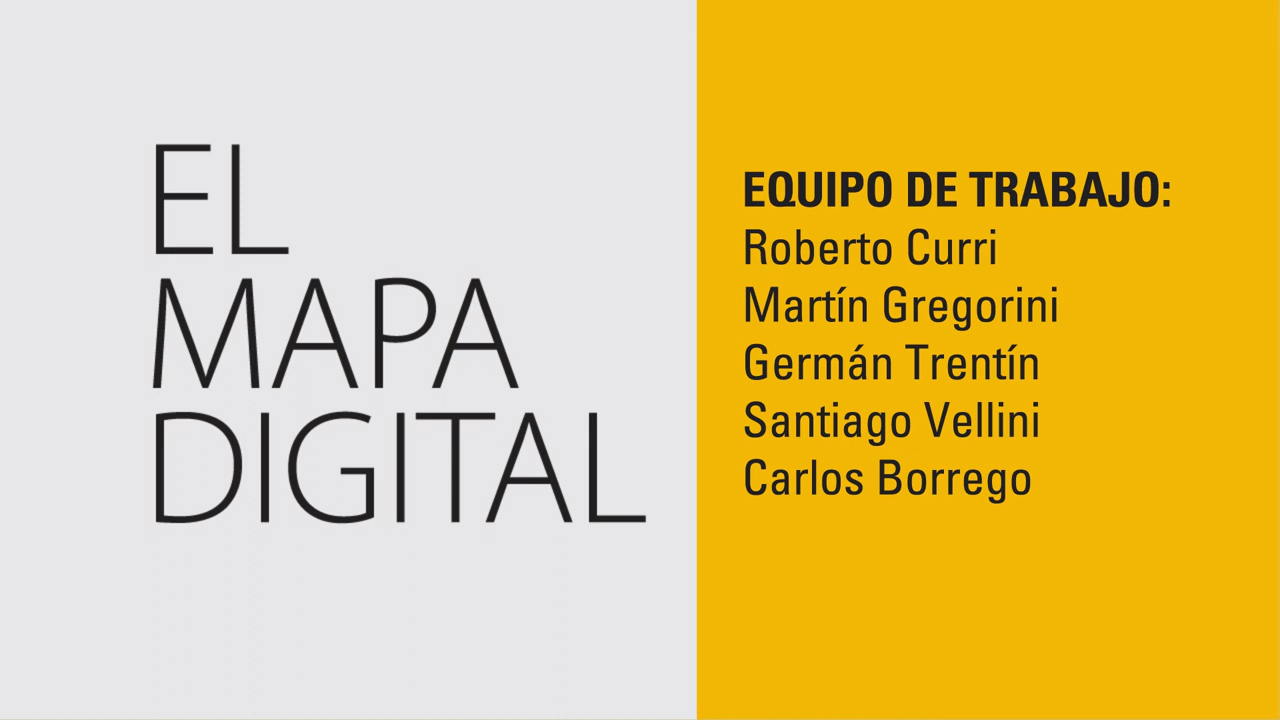 EL
MAPA
DIGITAL
EQUIPO DE TRABAJO:
Roberto Curri
Martín Gregorini
Germán Trentín
Santiago Vellini
Carlos Borrego